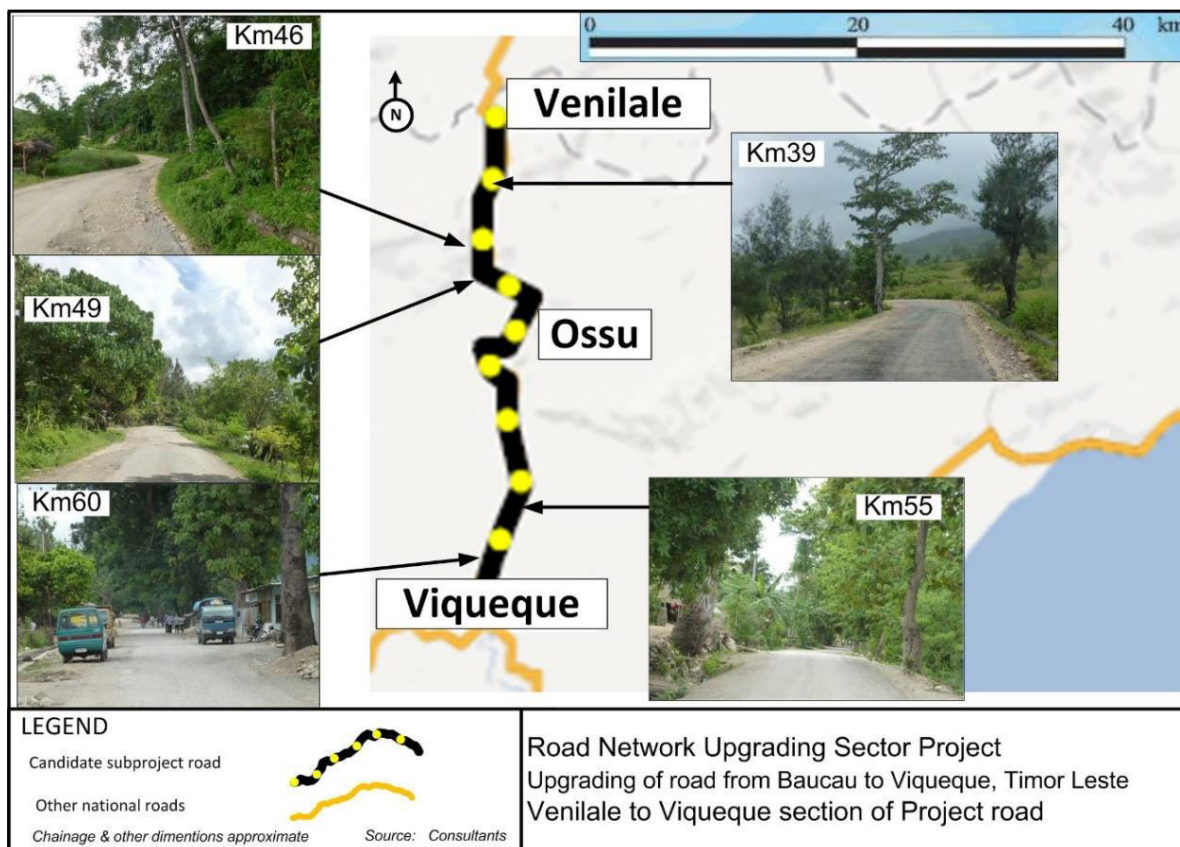 Km46
0 20 40 km
N
Venilale
Km39
Km49
Ossu
Km60
Km55
Viqueque
LEGEND
Candidate subproject road
Other national roads
Chainage & other dimentions approximate Source: Consultants
Road Network Upgrading Sector Project
Upgrading of road from Baucau to Viqueque, Timor Leste
Venilale to Viqueque section of Project road